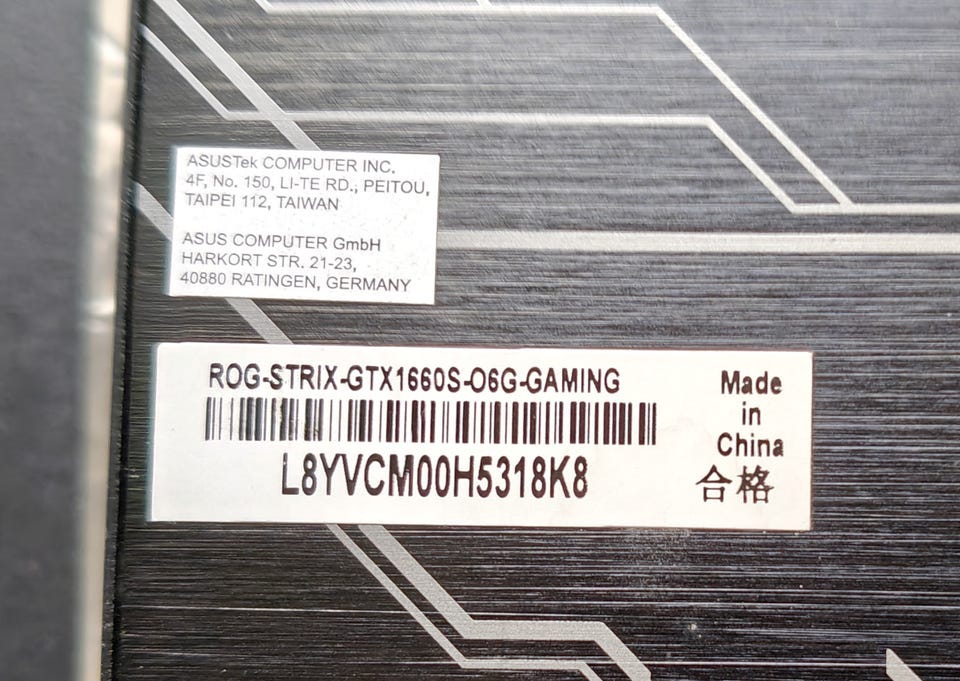 ASUSTek COMPUTER INC.
4F, No. 150, LI-TE RD., PEITOU,
TAIPEI 112, TAIWAN
ASUS COMPUTER GmbH
HARKORT STR. 21-23,
40880 RATINGEN, GERMANY
ROG-STRIX-GTX1660S-O6G-GAMING
L8YVCM00H5318K8
Made
in
China
合格